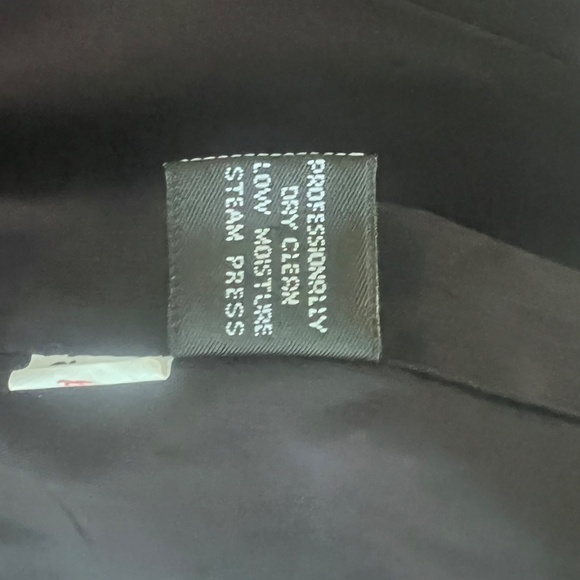 PROFESSIONALLY
DRY CLEAN
LOW MOISTURE
STEAM PRESS